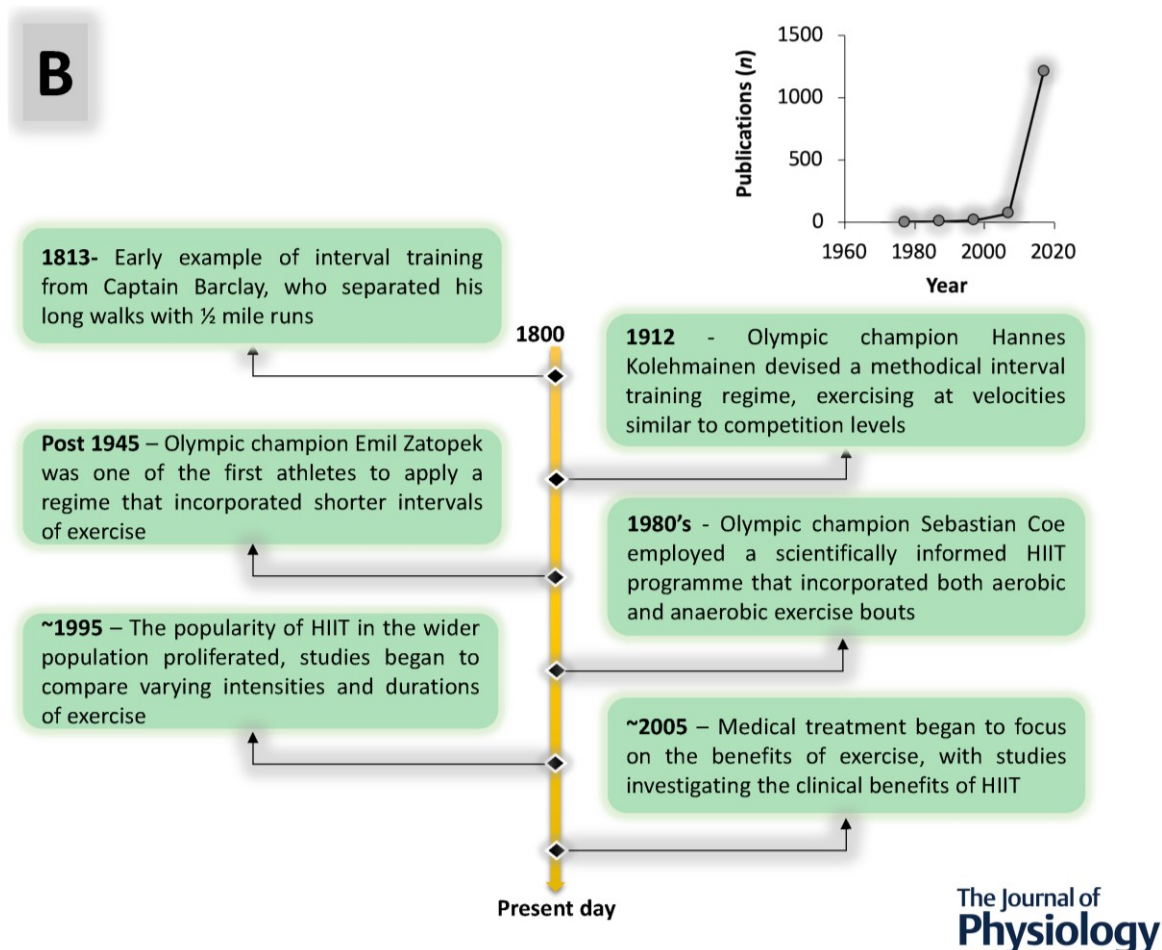 B
1500
1000
500
0
Publications (n)
1960
1980
2000
2020
Year
1813- Early example of interval training
from Captain Barclay, who separated his
long walks with ½ mile runs
1800
1912 - Olympic champion Hannes
Kolehmainen devised a methodical interval
training regime, exercising at velocities
similar to competition levels
Post 1945 – Olympic champion Emil Zatopek
was one of the first athletes to apply a
regime that incorporated shorter intervals
of exercise
1980's - Olympic champion Sebastian Coe
employed a scientifically informed HIIT
programme that incorporated both aerobic
and anaerobic exercise bouts
~1995 – The popularity of HIIT in the wider
population proliferated, studies began to
compare varying intensities and durations
of exercise
~2005 – Medical treatment began to focus
on the benefits of exercise, with studies
investigating the clinical benefits of HIIT
Present day
The Journal of
Physiology